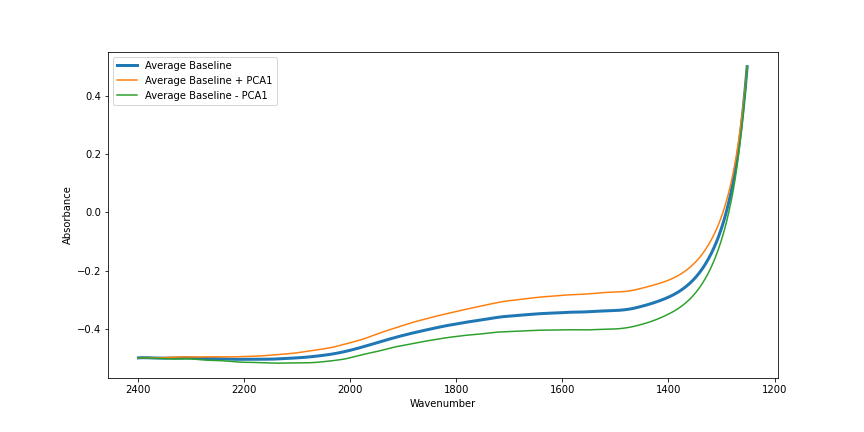 Average Baseline
Average Baseline + PCA1
Average Baseline - PCA1
0.4
0.2
0.0
−0.2
−0.4
Absorbance
2400 2200 2000 1800 1600 1400 1200
Wavenumber